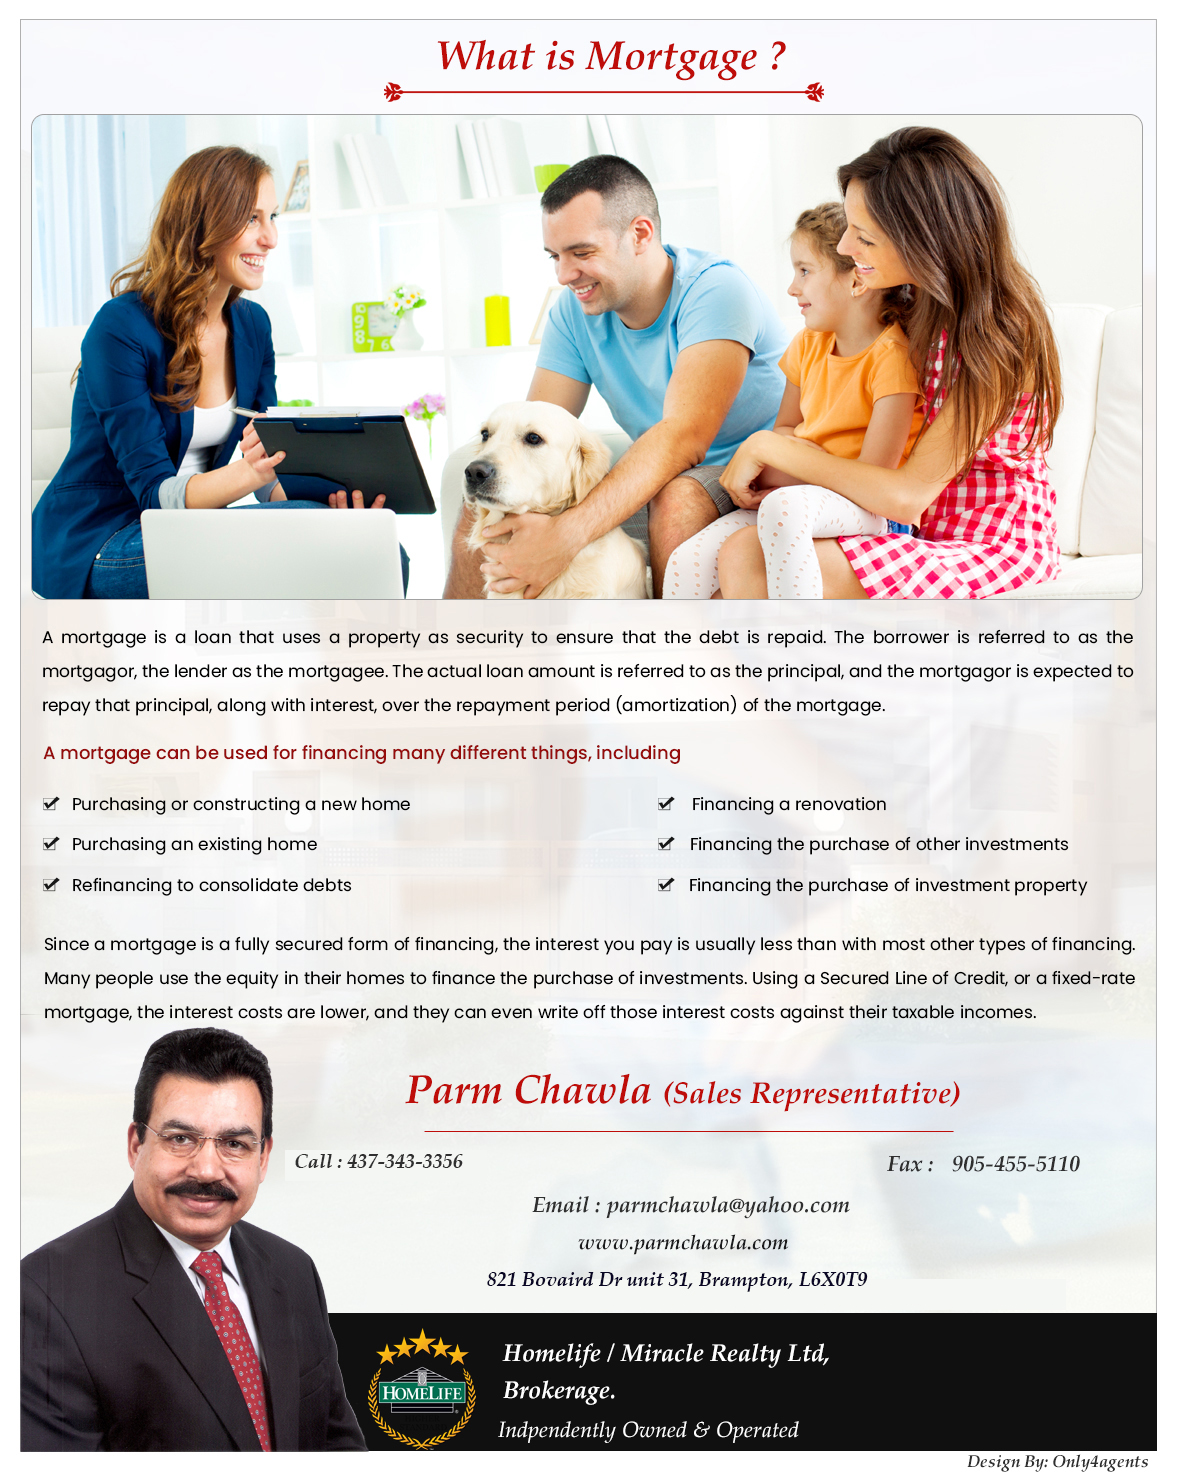 What is Mortgage ?
A mortgage is a loan that uses a property as security to ensure that the debt is repaid. The borrower is referred to as the
mortgagor, the lender as the mortgagee. The actual loan amount is referred to as the principal, and the mortgagor is expected to
repay that principal, along with interest, over the repayment period (amortization) of the mortgage.
A mortgage can be used for financing many different things, including
Purchasing or constructing a new home
Financing a renovation
Purchasing an existing home
Financing the purchase of other investments
Refinancing to consolidate debts
Financing the purchase of investment property
Since a mortgage is a fully secured form of financing, the interest you pay is usually less than with most other types of financing.
Many people use the equity in their homes to finance the purchase of investments. Using a Secured Line of Credit, or a fixed-rate
mortgage, the interest costs are lower, and they can even write off those interest costs against their taxable incomes.
Parm Chawla (Sales Representative)
Call : 437-343-3356
Fax : 905-455-5110
Email : parmchawla@yahoo.com
www.parmchawla.com
821 Bovaird Dr unit 31, Brampton, L6X0T9
HOMELIFE
Homelife / Miracle Realty Ltd,
Brokerage.
Indpendently Owned & Operated
Design By: Only4agents